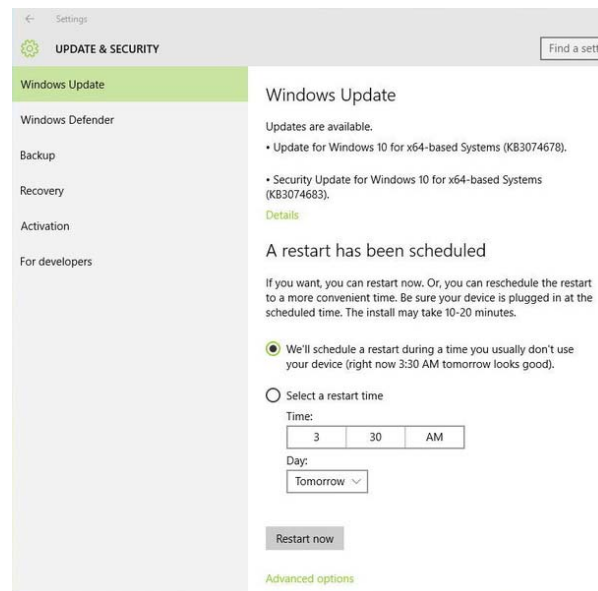 Settings
UPDATE & SECURITY
Find a sett
Windows Update
Windows Defender
Backup
Recovery
Activation
For developers
Windows Update
Updates are available.
• Update for Windows 10 for x64-based Systems (KB3074678).
• Security Update for Windows 10 for x64-based Systems
(KB3074683).
Details
A restart has been scheduled
If you want, you can restart now. Or, you can reschedule the restart
to a more convenient time. Be sure your device is plugged in at the
scheduled time. The install may take 10-20 minutes.
We'll schedule a restart during a time you usually don't use
your device (right now 3:30 AM tomorrow looks good).
Select a restart time
Time:
3 30 AM
Day:
Tomorrow
Restart now
Advanced options